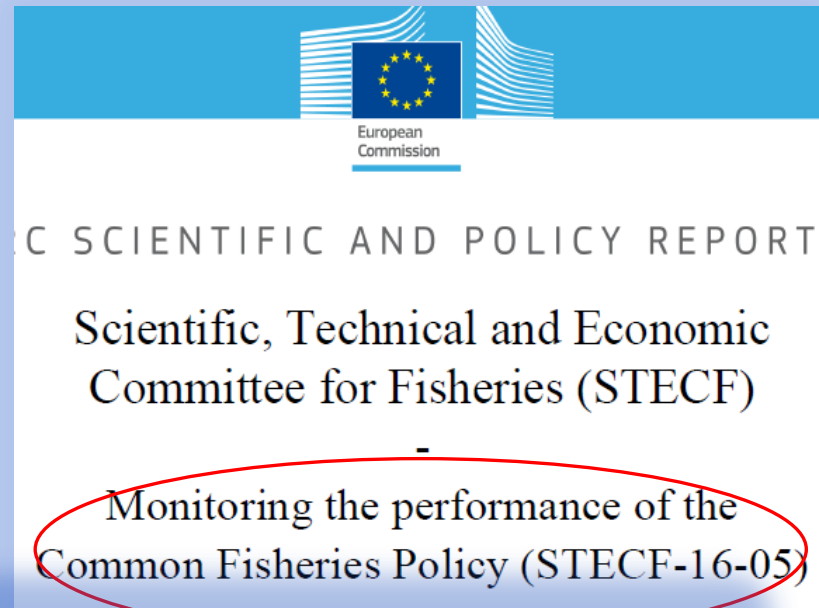 European
Commission
C SCIENTIFIC AND POLICY REPORT
Scientific, Technical and Economic
Committee for Fisheries (STECF)
-
Monitoring the performance of the
Common Fisheries Policy (STECF-16-05)